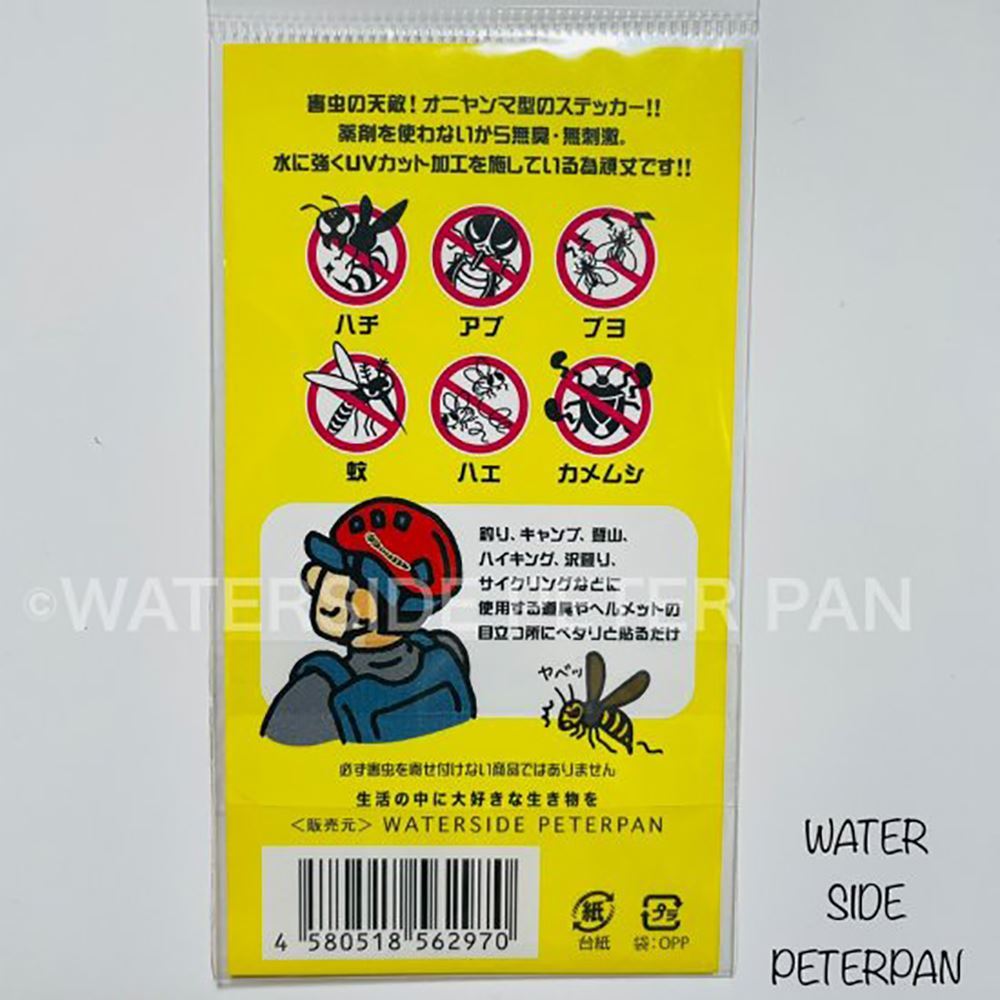 害虫の天敵！オニヤンマ型のステッカー!!
薬剤を使わないから無臭・無刺激。
水に強くUVカット加工を施している為頑丈です!!
ハチ
アブ
ブヨ
蚊
ハエ
カメムシ
釣り、キャンプ、登山、
ハイキング、沢登り、
サイクリングなどに
使用する道具やヘルメットの
目立つ所にペタリと貼るだけ
©WATERSIDE PETER PAN
ヤベッ
必ず害虫を寄せ付けない商品ではありません
生活の中に大好きな生き物を
＜販売元＞ WATERSIDE PETERPAN
4 580518 562970
紙
台紙
プラ
袋：OPP
WATER
SIDE
PETERPAN